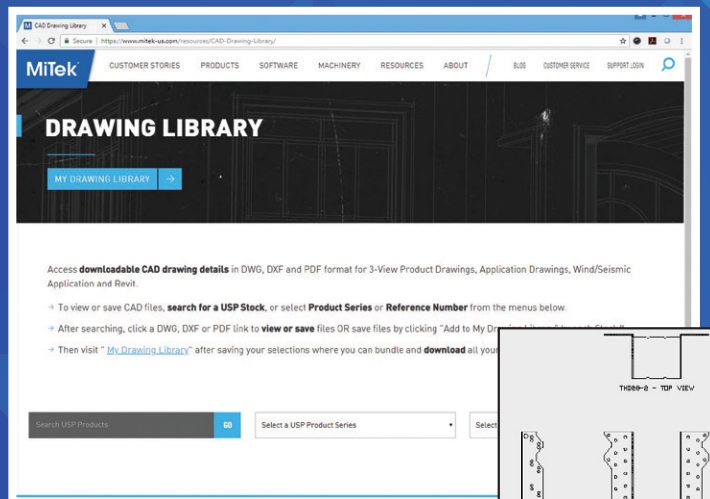 CAD Drawing Library
Secure | https://www.mitek-us.com/resources/CAD-Drawing-Library/
MiTek
CUSTOMER STORIES PRODUCTS SOFTWARE MACHINERY RESOURCES ABOUT BLOG CUSTOMER SERVICE SUPPORT LOGIN
DRAWING LIBRARY
MY DRAWING LIBRARY →
Access downloadable CAD drawing details in DWG, DXF and PDF format for 3-View Product Drawings, Application Drawings, Wind/Seismic
Application and Revit.
→ To view or save CAD files, search for a USP Stock, or select Product Series or Reference Number from the menus below.
→ After searching, click a DWG, DXF or PDF link to view or save files OR save files by clicking "Add to My
→ Then visit " My Drawing Library" after saving your selections where you can bundle and download all your
Search USP Products GO Select a USP Product Series Select
TOP VIEW